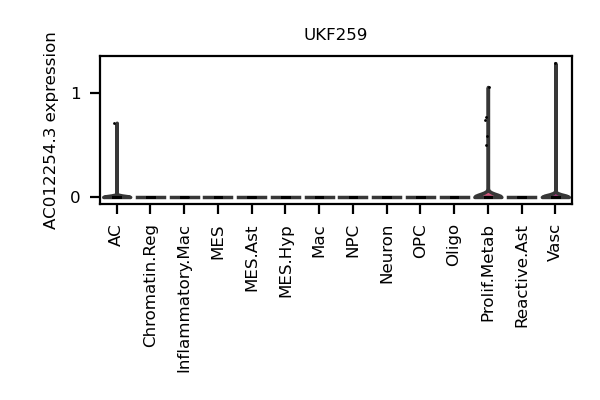 UKF259
AC012254.3 expression
1
0
AC
Chromatin.Reg
Inflammatory.Mac
MES
MES.Ast
MES.Hyp
Mac
NPC
Neuron
OPC
Oligo
Prolif.Metab
Reactive.Ast
Vasc